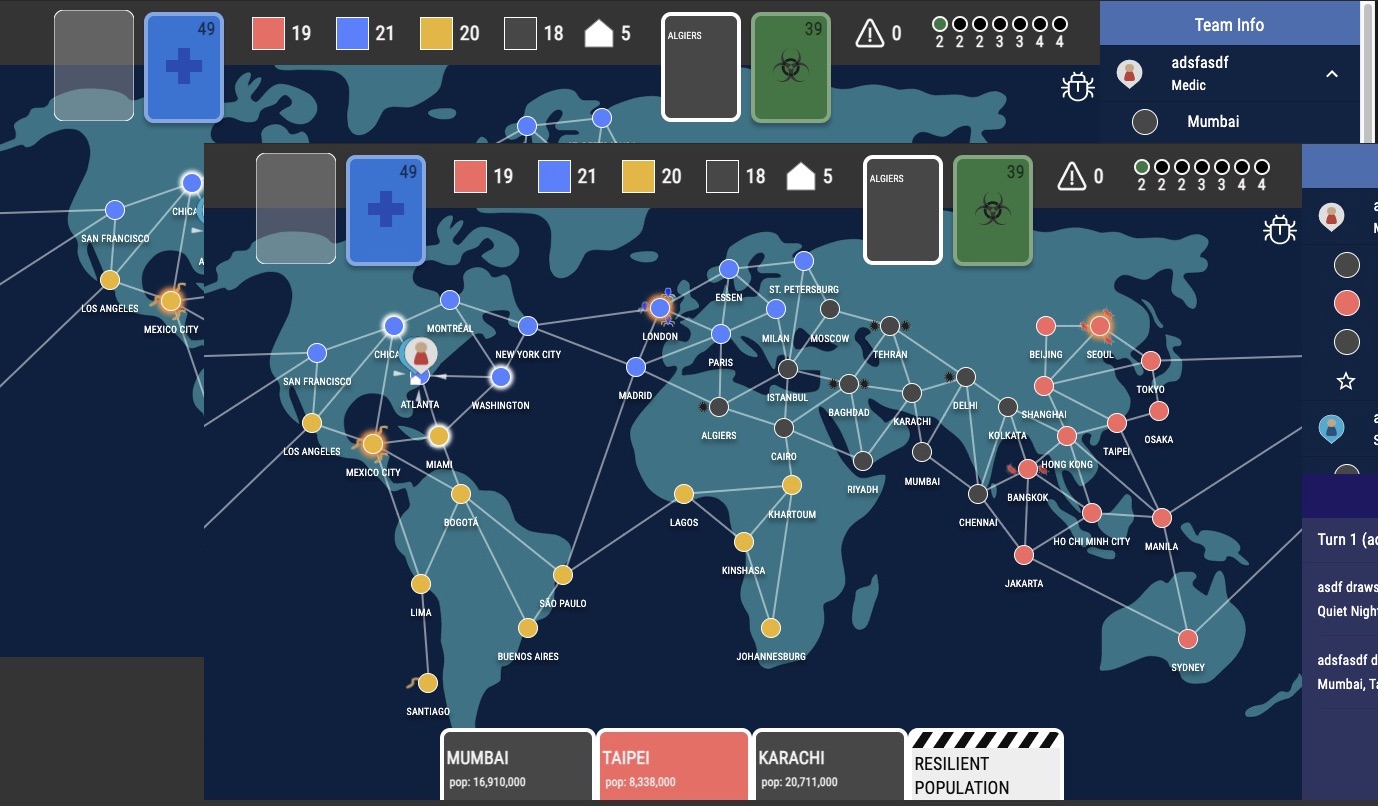 49
19
21
20
18
5
ALGIERS
39
0
2 2 2 3 3 4 4
Team Info
adsfasdf
Medic
Mumbai
CHICA
SAN FRANCISCO
LOS ANGELES
MEXICO CITY
49
19
21
20
18
5
ALGIERS
39
0
2 2 2 3 3 4 4
ST. PETERSBURG
ESSEN
MONTRÉAL
LONDON
MILAN
MOSCOW
CHICA
NEW YORK CITY
PARIS
TEHRAN
BEIJING
SEOUL
SAN FRANCISCO
TOKYO
ATLANTA
WASHINGTON
MADRID
ISTANBUL
BAGHDAD
KARACHI
DELHI
SHANGHAI
ALGIERS
KOLKATA
OSAKA
LOS ANGELES
MIAMI
CAIRO
TAIPEI
MEXICO CITY
HONG KONG
RIYADH
MUMBAI
BANGKOK
BOGOTÁ
LAGOS
KHARTOUM
CHENNAI
HO CHI MINH CITY
MANILA
KINSHASA
JAKARTA
LIMA
SÃO PAULO
BUENOS AIRES
JOHANNESBURG
SYDNEY
SANTIAGO
Turn 1 (ad
asdf draws
Quiet Nigh
adsfasdf d
Mumbai, Ta
MUMBAI
pop: 16,910,000
TAIPEI
pop: 8,338,000
KARACHI
pop: 20,711,000
RESILIENT
POPULATION